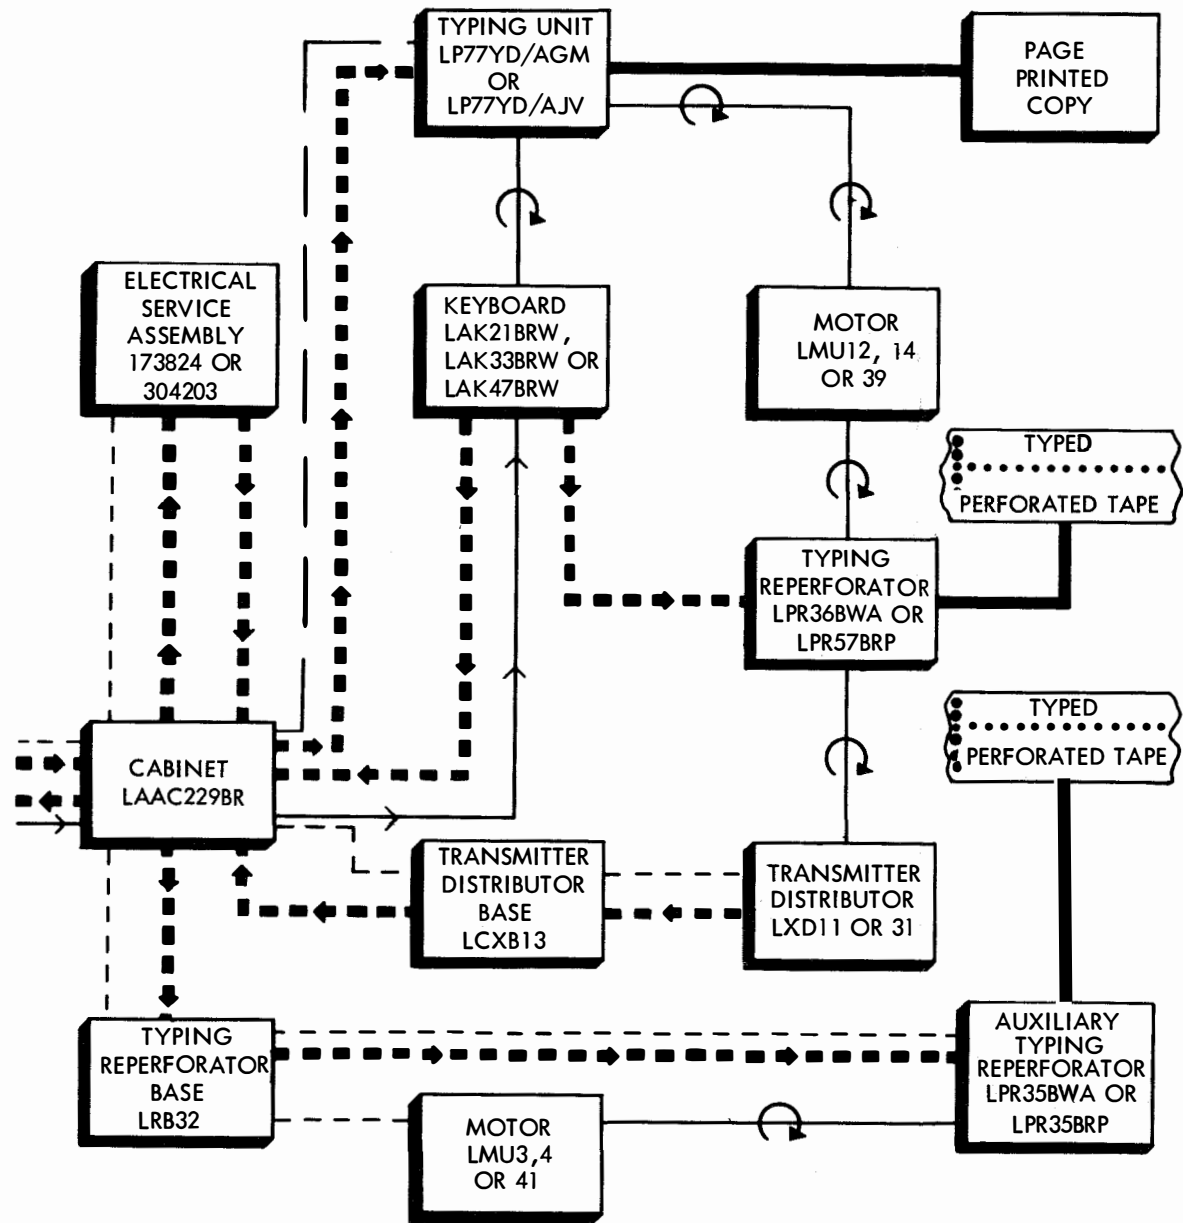 TYPING UNIT
LP77YD/AGM
OR
LP77YD/AJV
PAGE
PRINTED
COPY
ELECTRICAL
SERVICE
ASSEMBLY
173824 OR
304203
KEYBOARD
LAK21BRW,
LAK33BRW OR
LAK47BRW
MOTOR
LMU12, 14
OR 39
TYPED
PERFORATED TAPE
TYPING
REPERFORATOR
LPR36BWA OR
LPR57BRP
TYPED
PERFORATED TAPE
CABINET
LAAC229BR
TRANSMITTER
DISTRIBUTOR
BASE
LCXB13
TRANSMITTER
DISTRIBUTOR
LXD11 OR 31
TYPING
REPERFORATOR
BASE
LRB32
MOTOR
LMU3,4
OR 41
AUXILIARY
TYPING
REPERFORATOR
LPR35BWA OR
LPR35BRP